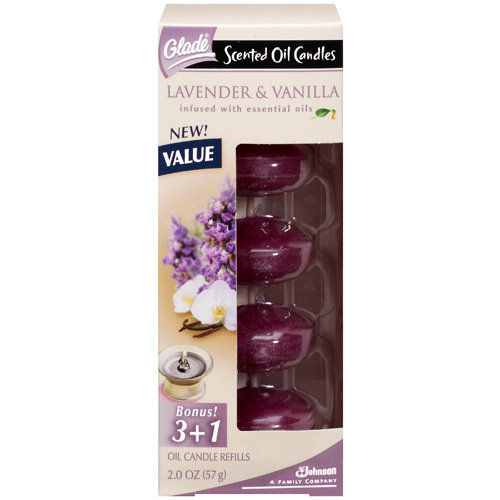 Glade
Scented Oil Candles
LAVENDER & VANILLA
infused with essential oils
NEW!
VALUE
Bonus!
3+1
OIL CANDLE REFILLS
2.0 OZ (57g)
SC Johnson
A FAMILY COMPANY